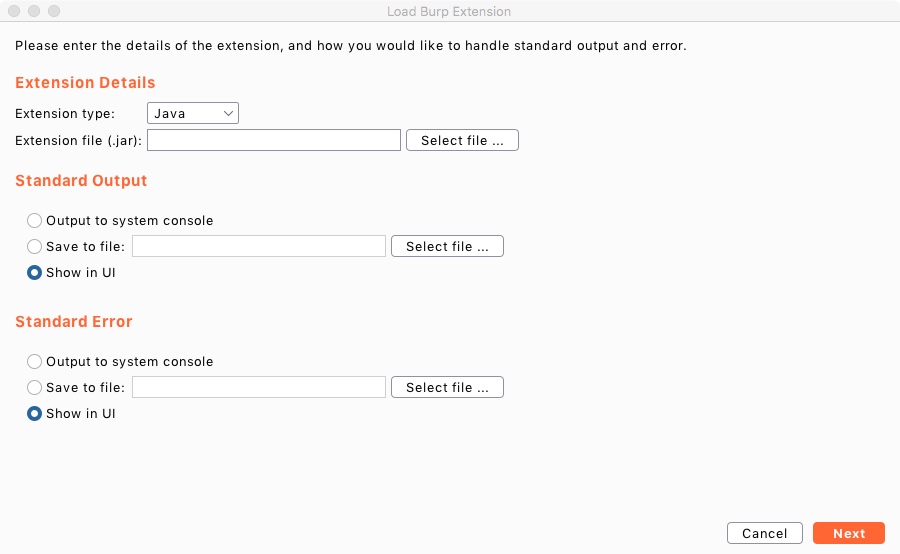 Load Burp Extension
Please enter the details of the extension, and how you would like to handle standard output and error.
Extension Details
Extension type: Java
Extension file (.jar): Select file ...
Standard Output
Output to system console
Save to file: Select file ...
Show in UI
Standard Error
Output to system console
Save to file: Select file ...
Show in UI
Cancel Next